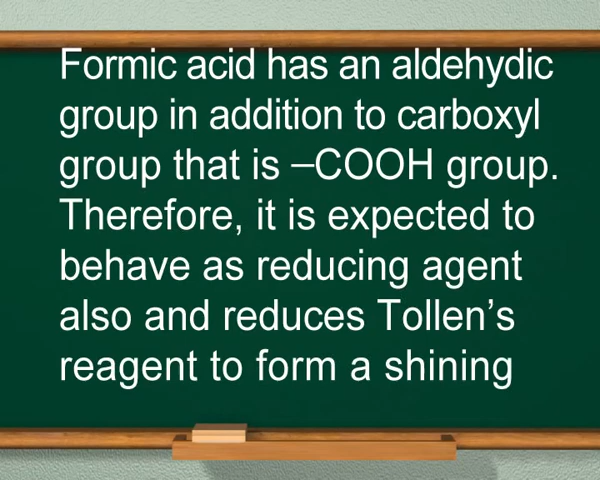 Formic acid has an aldehydic
group in addition to carboxyl
group that is –COOH group.
Therefore, it is expected to
behave as reducing agent
also and reduces Tollen’s
reagent to form a shining